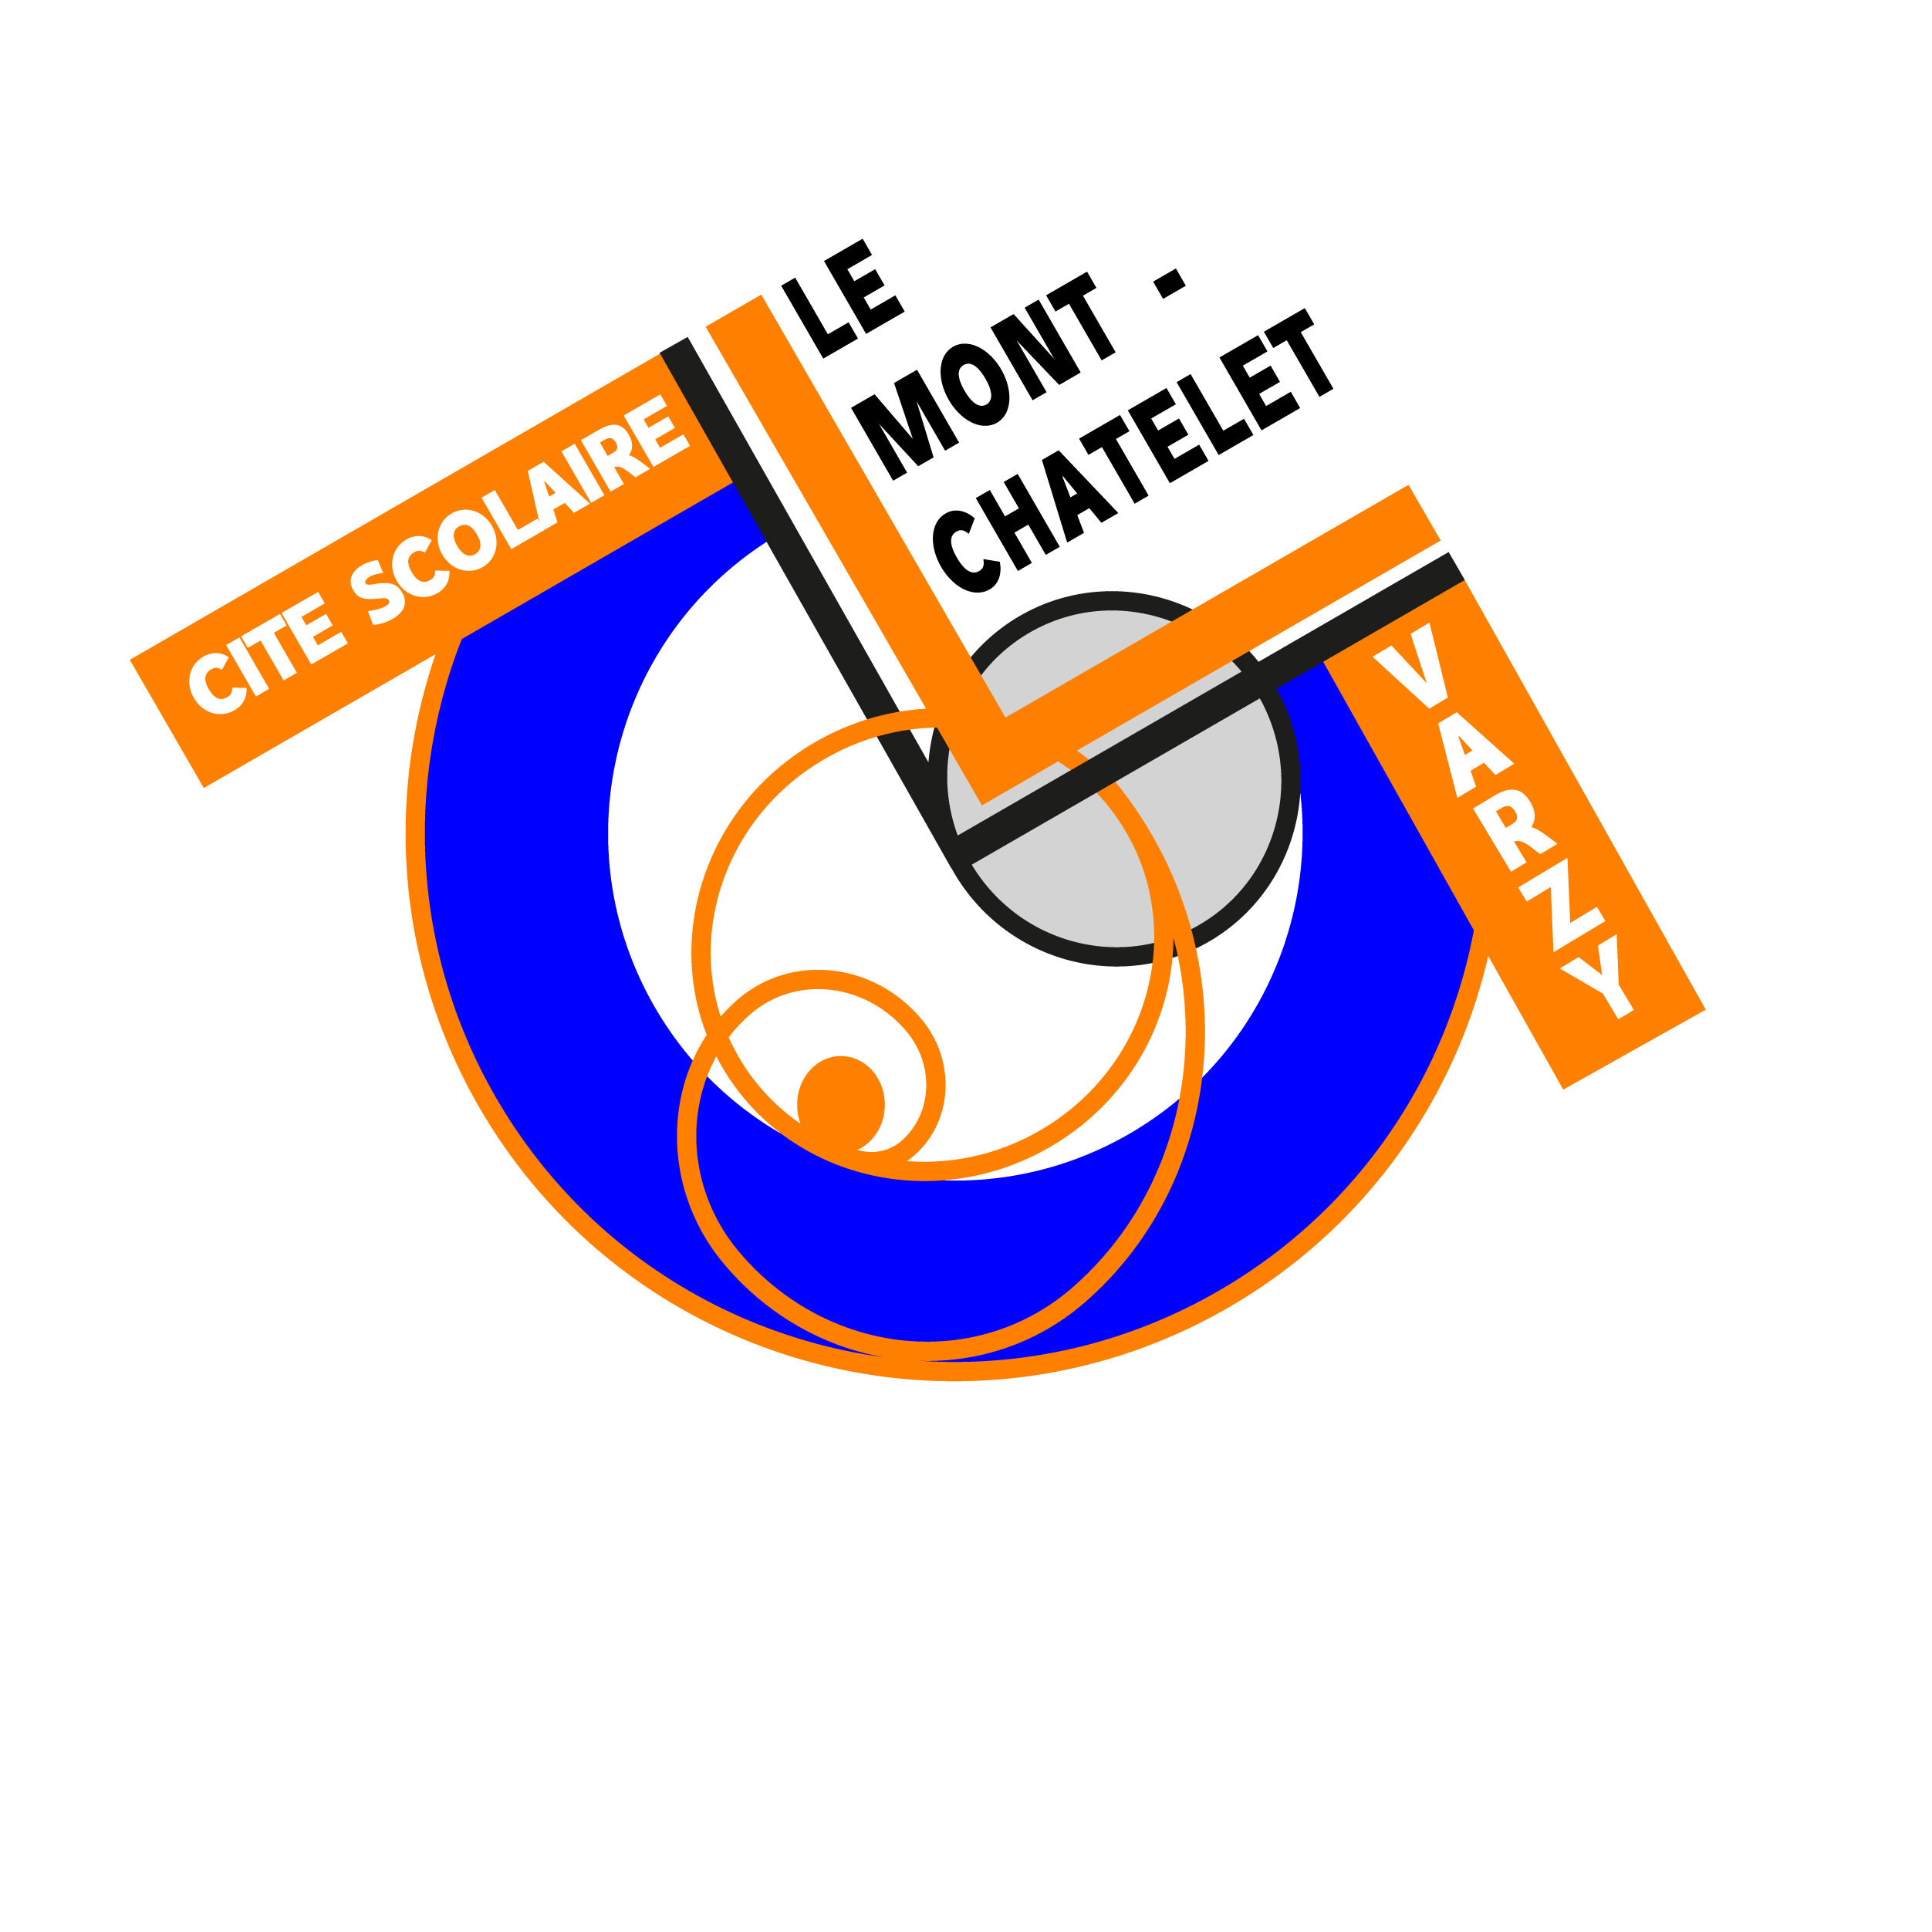 CITE SCOLAIRE
LE
MONT -
CHATELET
VARZY